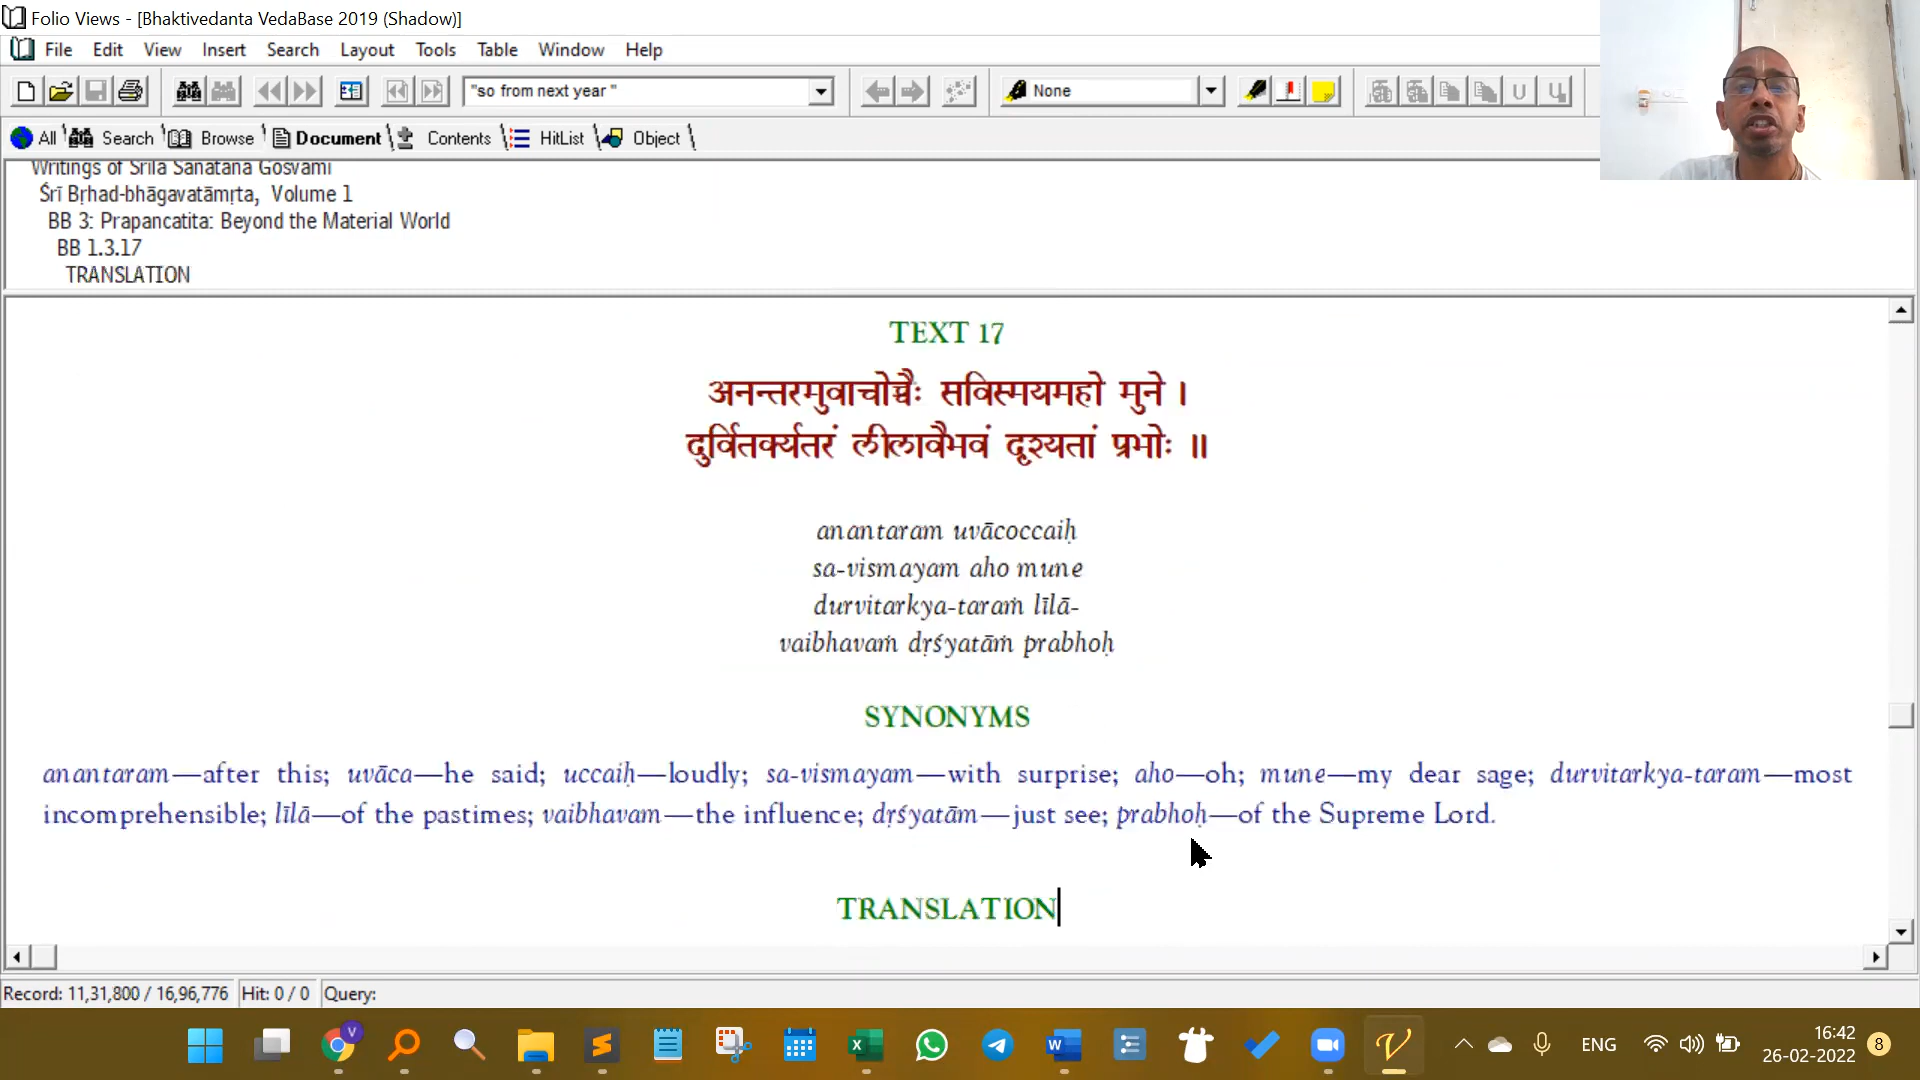 Folio Views - [Bhaktivedanta VedaBase 2019 (Shadow)]
File Edit View Insert Search Layout Tools Table Window Help
"so from next year "
None
All Search Browse Document Contents HitList Object
Writings of Srila Sanatana Gosvami
Śrī Bṛhad-bhāgavatāmṛta, Volume 1
BB 3: Prapancatita: Beyond the Material World
BB 1.3.17
TRANSLATION
TEXT 17
अनन्तरमुवाचोच्चैः सविस्मयमहो मुने ।
दुर्वितर्क्यतरं लीलावैभवं दृश्यतां प्रभोः ॥
anantaram uvācoccaiḥ
sa-vismayam aho mune
durvitarkya-taraṁ līlā-
vaibhavaṁ dṛśyatāṁ prabhoḥ
SYNONYMS
anantaram—after this; uvāca—he said; uccaiḥ—loudly; sa-vismayam—with surprise; aho—oh; mune—my dear sage; durvitarkya-taram—most
incomprehensible; līlā—of the pastimes; vaibhavam—the influence; dṛśyatām—just see; prabhoḥ—of the Supreme Lord.
TRANSLATION
Record: 11,31,800 / 16,96,776 Hit: 0 / 0 Query:
ENG
16:42
26-02-2022
8